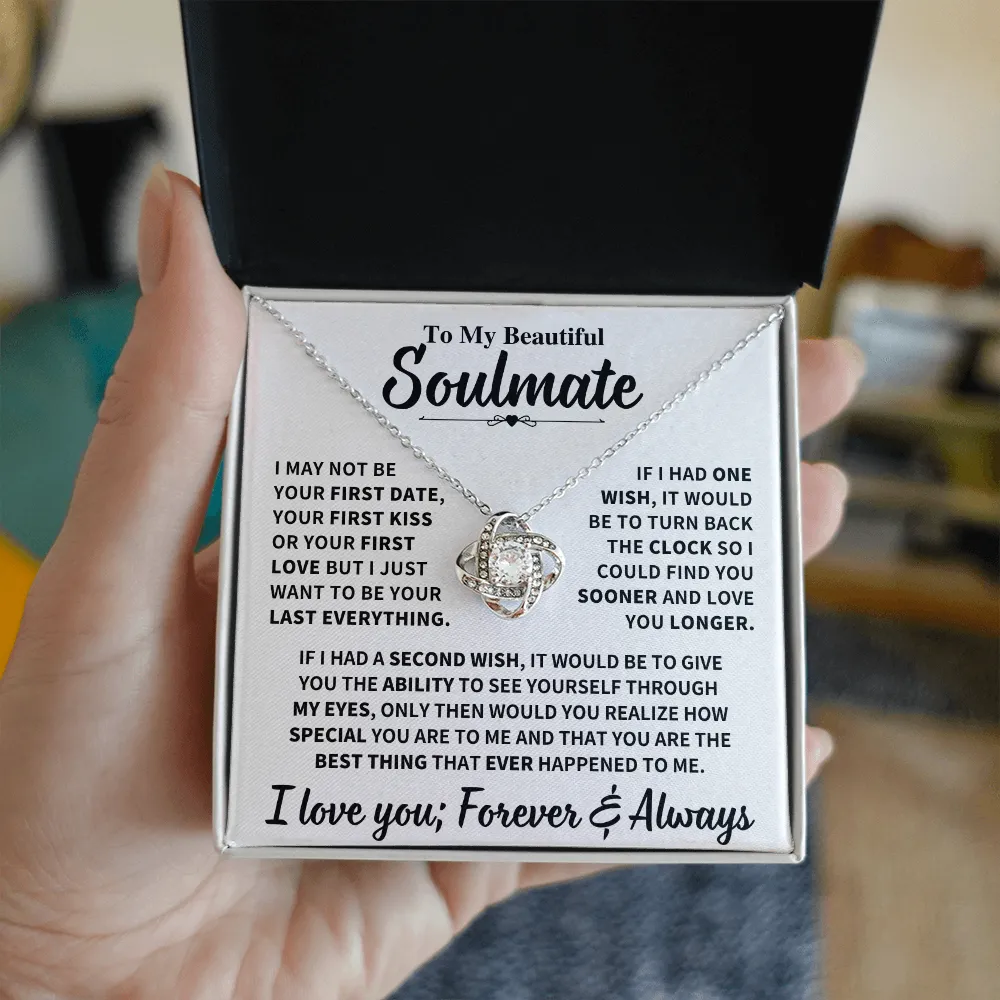 To My Beautiful
Soulmate
I MAY NOT BE
YOUR FIRST DATE,
YOUR FIRST KISS
OR YOUR FIRST
LOVE BUT I JUST
WANT TO BE YOUR
LAST EVERYTHING.
IF I HAD ONE
WISH, IT WOULD
BE TO TURN BACK
THE CLOCK SO I
COULD FIND YOU
SOONER AND LOVE
YOU LONGER.
IF I HAD A SECOND WISH, IT WOULD BE TO GIVE
YOU THE ABILITY TO SEE YOURSELF THROUGH
MY EYES, ONLY THEN WOULD YOU REALIZE HOW
SPECIAL YOU ARE TO ME AND THAT YOU ARE THE
BEST THING THAT EVER HAPPENED TO ME.
I love you; Forever & Always